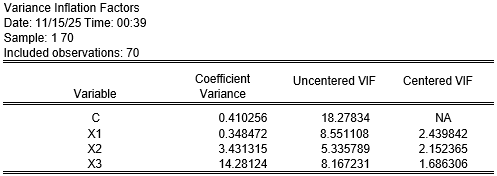 Variance Inflation Factors
Date: 11/15/25 Time: 00:39
Sample: 1 70
Included observations: 70
Coefficient Uncentered VIF Centered VIF
Variable Variance
C 0.410256 18.27834 NA
X1 0.348472 8.551108 2.439842
X2 3.431315 5.335789 2.152365
X3 14.28124 8.167231 1.686306